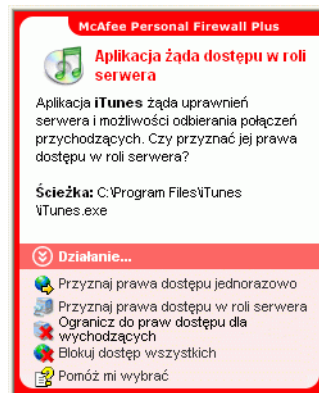 McAfee Personal Firewall Plus
Aplikacja żąda dostępu w roli
serwera
Aplikacja iTunes żąda uprawnień
serwera i możliwości odbierania połączeń
przychodzących. Czy przyznać jej prawa
dostępu w roli serwera?
Ścieżka: C:\Program Files\iTunes
\iTunes.exe
Działanie...
Przyznaj prawa dostępu jednorazowo
Przyznaj prawa dostępu w roli serwera
Ogranicz do praw dostępu dla
wychodzących
Blokuj dostęp wszystkich
Pomóż mi wybrać